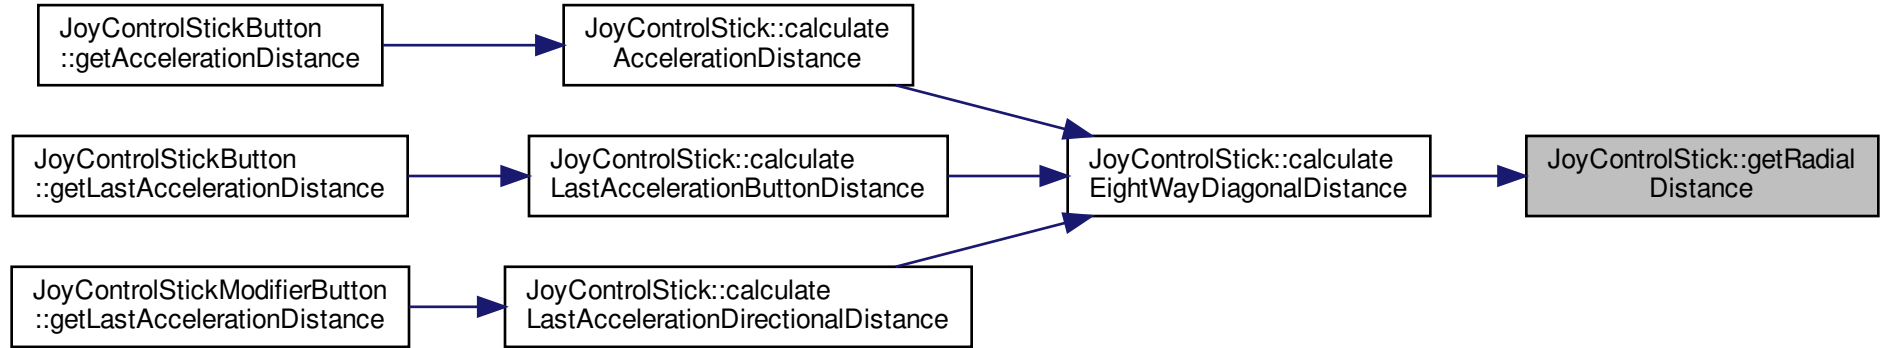 JoyControlStickButton
::getAccelerationDistance
JoyControlStick::calculate
AccelerationDistance
JoyControlStickButton
::getLastAccelerationDistance
JoyControlStick::calculate
LastAccelerationButtonDistance
JoyControlStick::calculate
EightWayDiagonalDistance
JoyControlStick::getRadial
Distance
JoyControlStickModifierButton
::getLastAccelerationDistance
JoyControlStick::calculate
LastAccelerationDirectionalDistance